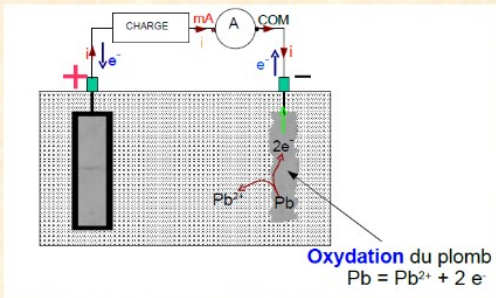 CHARGE
mA
A
COM
i
i
i
e-
e-
+
−
2e-
Pb²⁺
Pb
Oxydation du plomb
Pb = Pb²⁺ + 2 e-